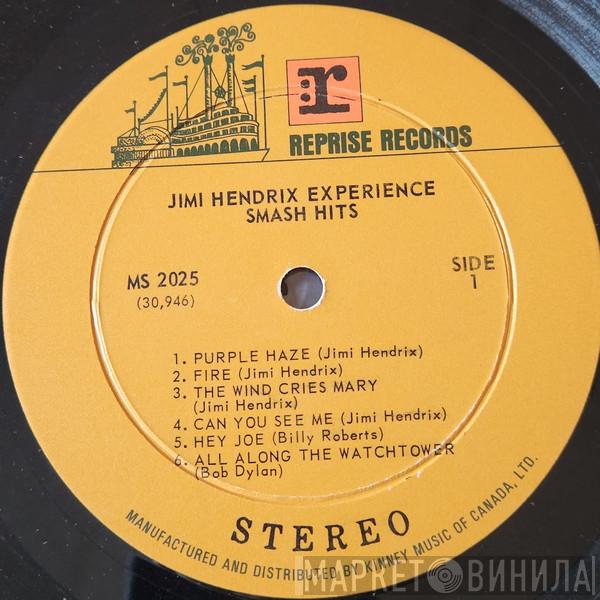 :r
REPRISE RECORDS
JIMI HENDRIX EXPERIENCE
SMASH HITS
MS 2025
(30,946)
SIDE
1
1. PURPLE HAZE (Jimi Hendrix)
2. FIRE (Jimi Hendrix)
3. THE WIND CRIES MARY
(Jimi Hendrix)
4. CAN YOU SEE ME (Jimi Hendrix)
5. HEY JOE (Billy Roberts)
6. ALL ALONG THE WATCHTOWER
(Bob Dylan)
STEREO
MANUFACTURED AND DISTRIBUTED BY KINNEY MUSIC OF CANADA, LTD.
МАРКЕТ ВИНИЛА